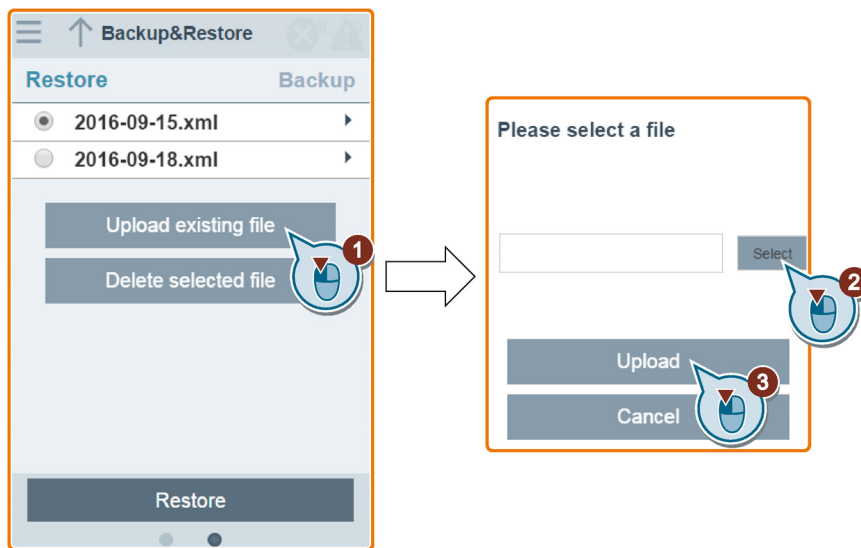 Backup&Restore
Restore Backup
2016-09-15.xml
2016-09-18.xml
Upload existing file
1
Delete selected file
Restore
Please select a file
Select
2
Upload
3
Cancel